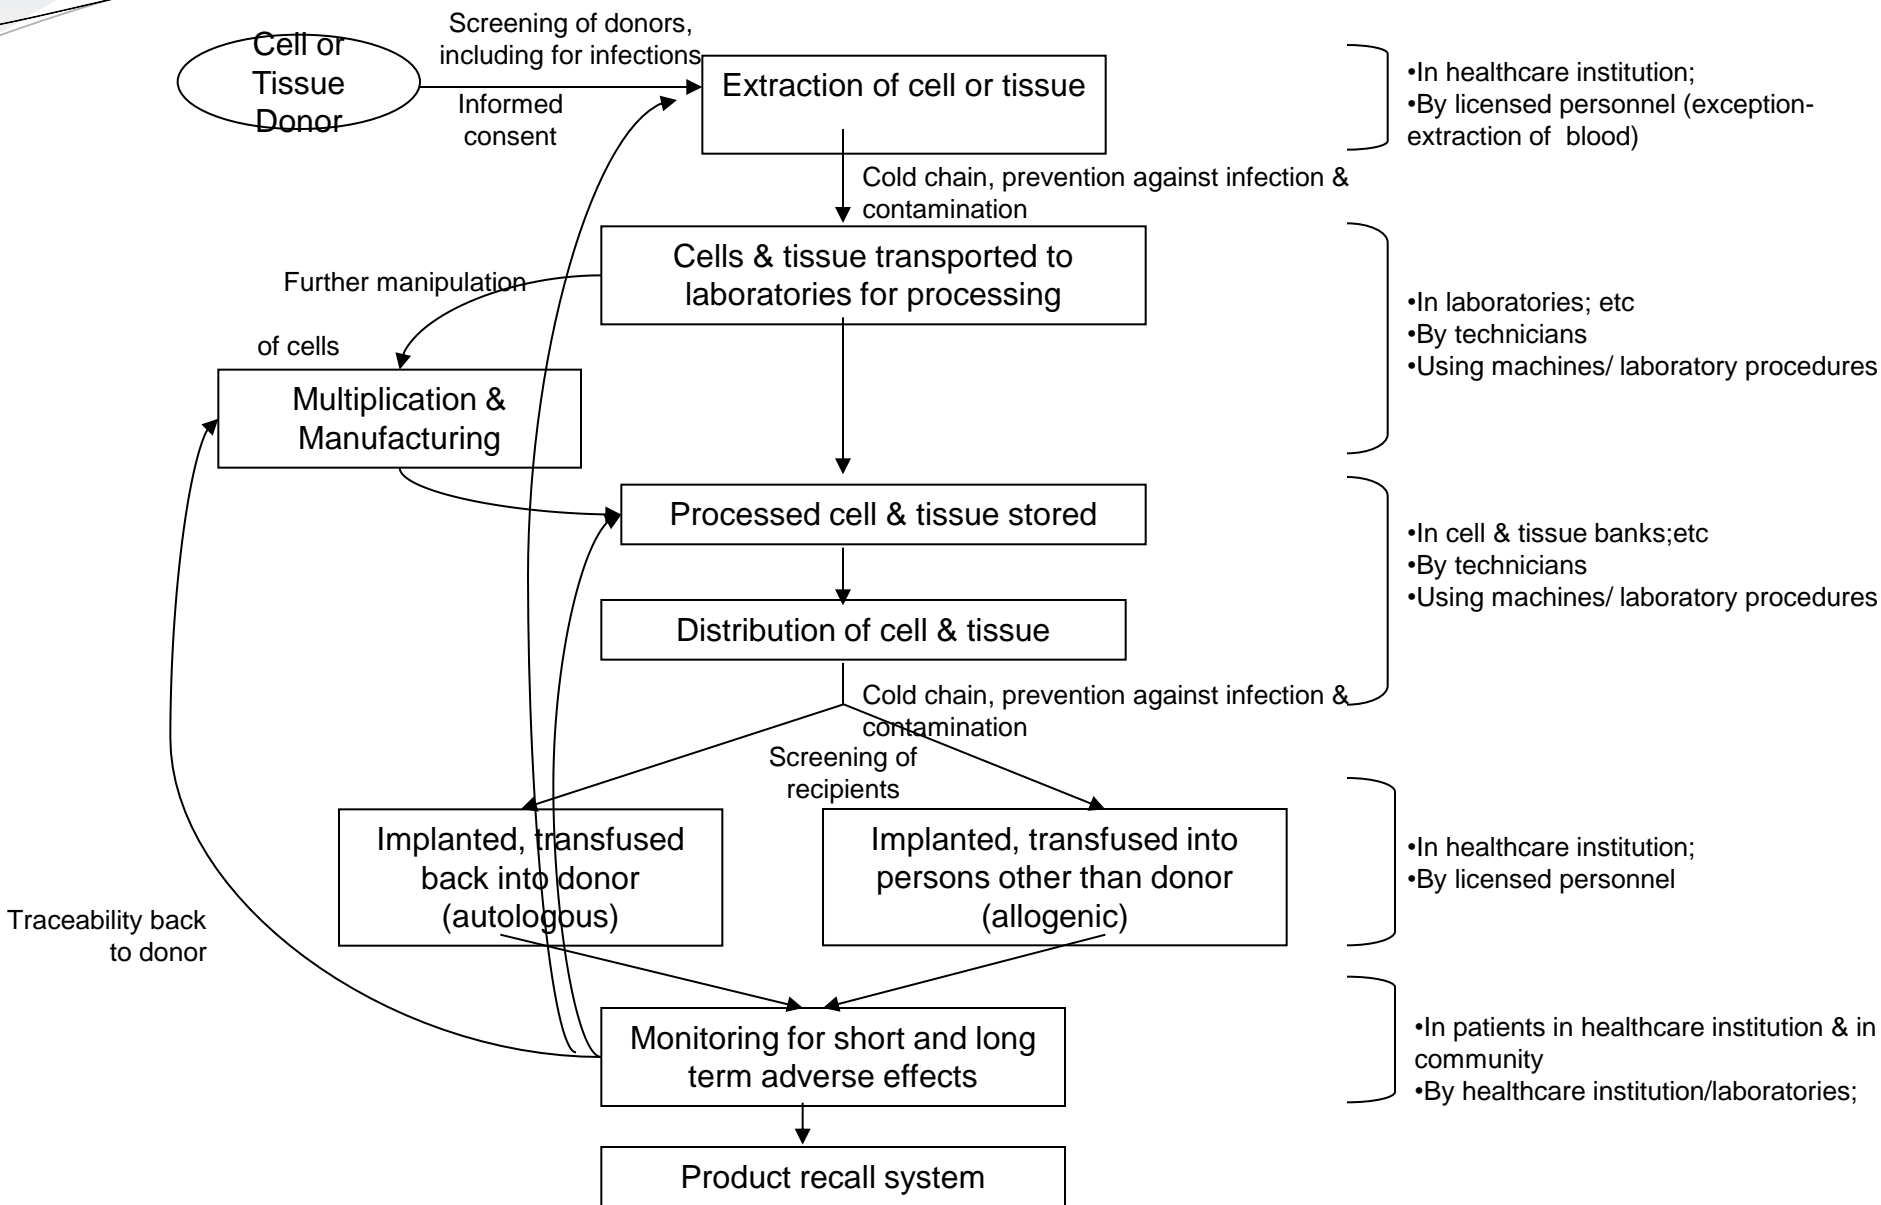 Cell or
Tissue
Donor
Screening of donors,
including for infections
Informed
consent
Extraction of cell or tissue
•In healthcare institution;
•By licensed personnel (exception-
extraction of  blood)
Cold chain, prevention against infection &
contamination
Cells & tissue transported to
laboratories for processing
Further manipulation
of cells
•In laboratories; etc
•By technicians
•Using machines/ laboratory procedures
Multiplication &
Manufacturing
Processed cell & tissue stored
•In cell & tissue banks;etc
•By technicians
•Using machines/ laboratory procedures
Distribution of cell & tissue
Cold chain, prevention against infection &
contamination
Screening of
recipients
Implanted, transfused
back into donor
(autologous)
Implanted, transfused into
persons other than donor
(allogenic)
•In healthcare institution;
•By licensed personnel
Traceability back
to donor
Monitoring for short and long
term adverse effects
•In patients in healthcare institution & in
community
•By healthcare institution/laboratories;
Product recall system